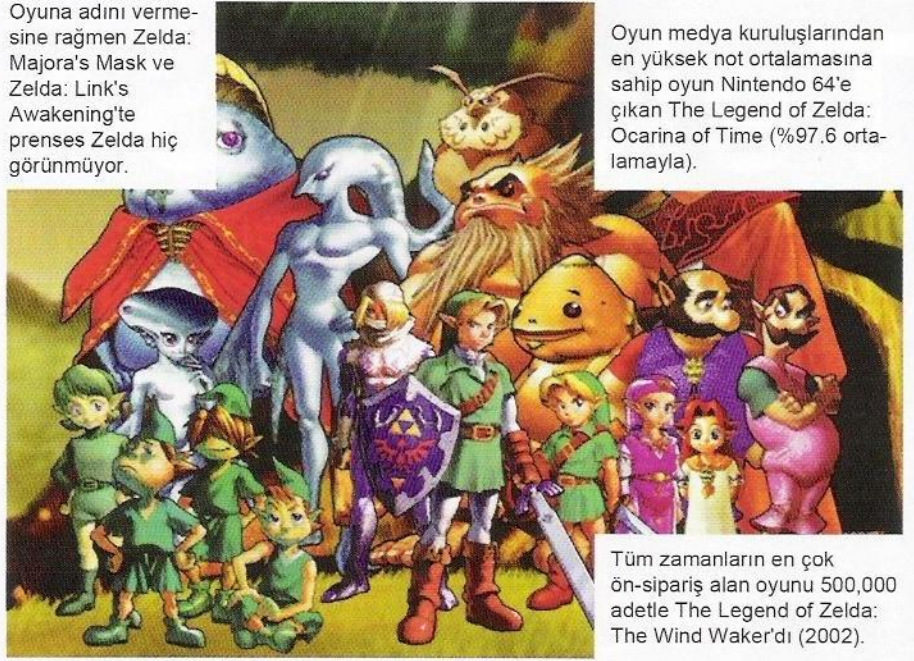 Oyuna adını verme-
sine rağmen Zelda:
Majora's Mask ve
Zelda: Link's
Awakening'te
prenses Zelda hiç
görünmüyor.
Oyun medya kuruluşlarından
en yüksek not ortalamasına
sahip oyun Nintendo 64'e
çıkan The Legend of Zelda:
Ocarina of Time (%97.6 orta-
lamayla).
Tüm zamanların en çok
ön-sipariş alan oyunu 500,000
adetle The Legend of Zelda:
The Wind Waker'dı (2002).